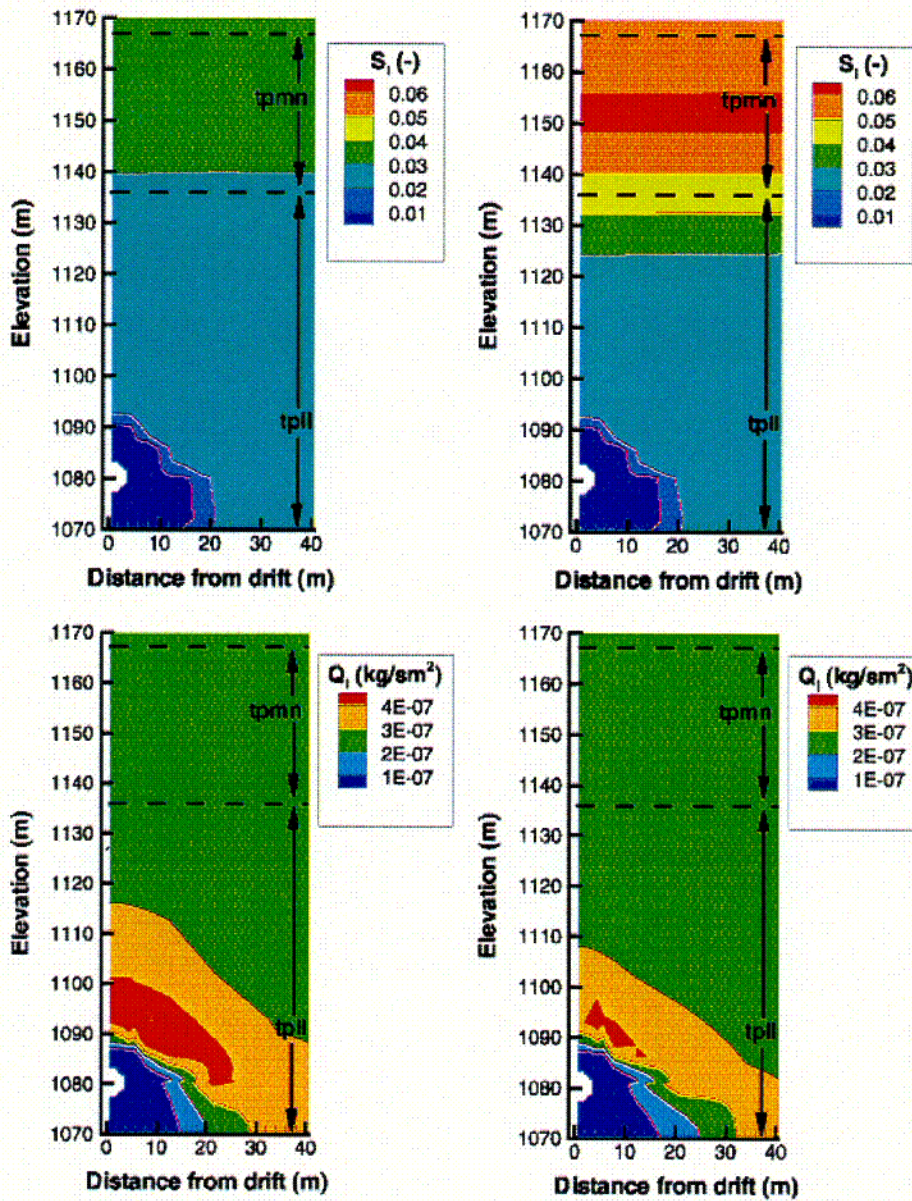 1170
1160
1150
1140
1130
1120
1110
1100
1090
1080
1070
Elevation (m)
0 10 20 30 40
Distance from drift (m)
tpmn
tpll
S_l (-)
0.06
0.05
0.04
0.03
0.02
0.01
1170
1160
1150
1140
1130
1120
1110
1100
1090
1080
1070
Elevation (m)
0 10 20 30 40
Distance from drift (m)
tpmn
tpll
S_l (-)
0.06
0.05
0.04
0.03
0.02
0.01
1170
1160
1150
1140
1130
1120
1110
1100
1090
1080
1070
Elevation (m)
0 10 20 30 40
Distance from drift (m)
tpmn
tpll
Q_l (kg/sm²)
4E-07
3E-07
2E-07
1E-07
1170
1160
1150
1140
1130
1120
1110
1100
1090
1080
1070
Elevation (m)
0 10 20 30 40
Distance from drift (m)
tpmn
tpll
Q_l (kg/sm²)
4E-07
3E-07
2E-07
1E-07